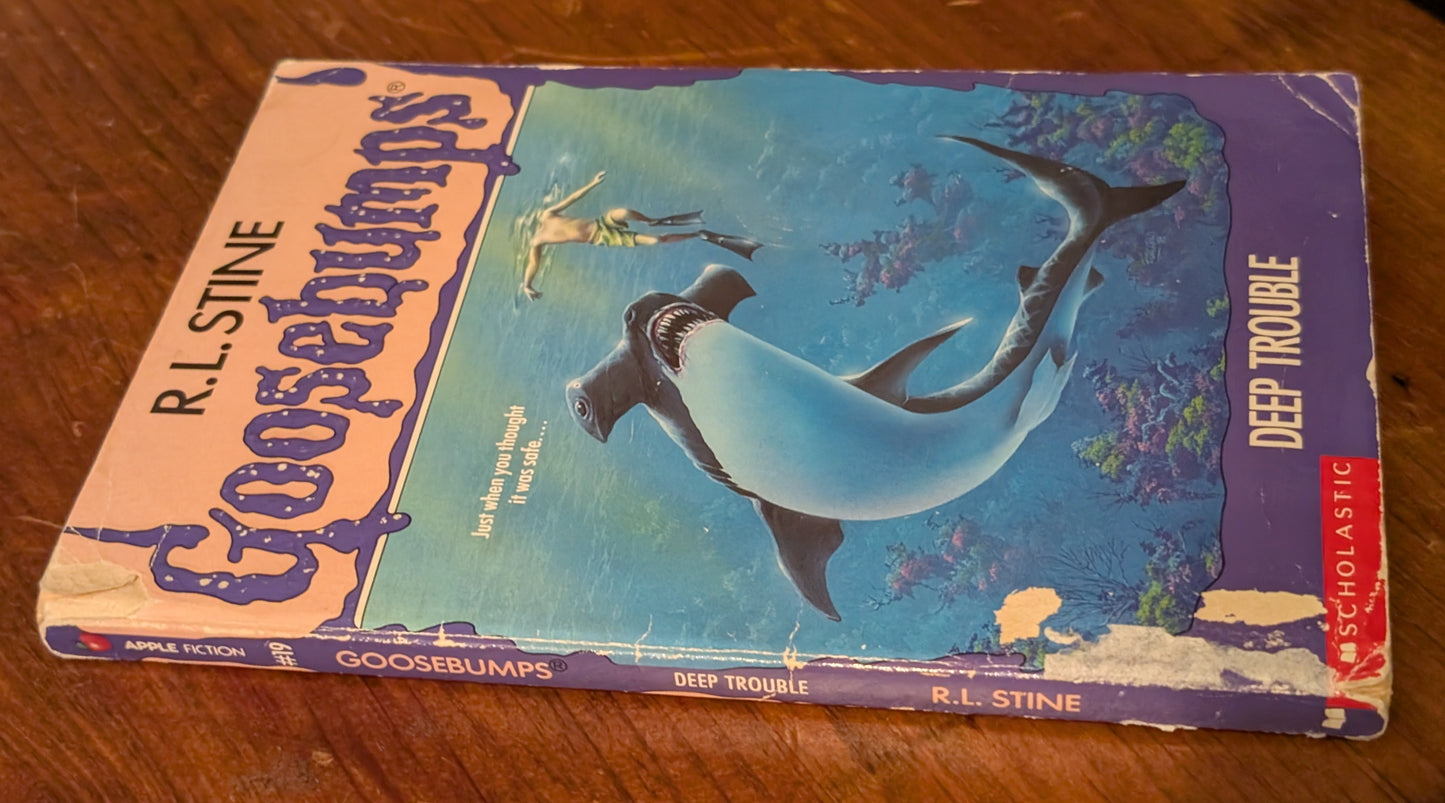 R.L. STINE
Goosebumps®
Just when you thought
it was safe....
DEEP TROUBLE
SCHOLASTIC
APPLE FICTION
#19
GOOSEBUMPS®
DEEP TROUBLE
R.L. STINE